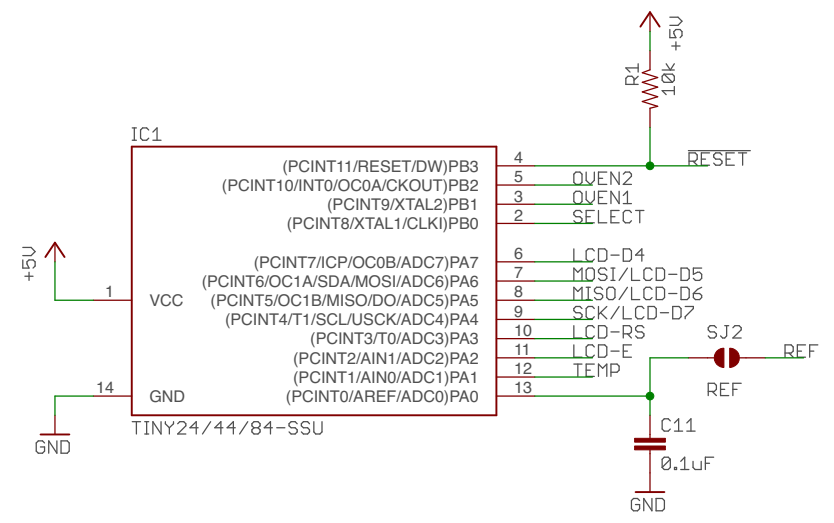 +5V
R1
10k
IC1
(PCINT11/RESET/DW)PB3 4 RESET
(PCINT10/INT0/OC0A/CKOUT)PB2 5 OVEN2
(PCINT9/XTAL2)PB1 3 OVEN1
(PCINT8/XTAL1/CLKI)PB0 2 SELECT
(PCINT7/ICP/OC0B/ADC7)PA7 6 LCD-D4
+5V
(PCINT6/OC1A/SDA/MOSI/ADC6)PA6 7 MOSI/LCD-D5
1 VCC (PCINT5/OC1B/MISO/DO/ADC5)PA5 8 MISO/LCD-D6
(PCINT4/T1/SCL/USCK/ADC4)PA4 9 SCK/LCD-D7
(PCINT3/T0/ADC3)PA3 10 LCD-RS
SJ2
(PCINT2/AIN1/ADC2)PA2 11 LCD-E
REF
(PCINT1/AIN0/ADC1)PA1 12 TEMP
REF
14 GND (PCINT0/AREF/ADC0)PA0 13
TINY24/44/84-SSU
C11
GND
0.1uF
GND